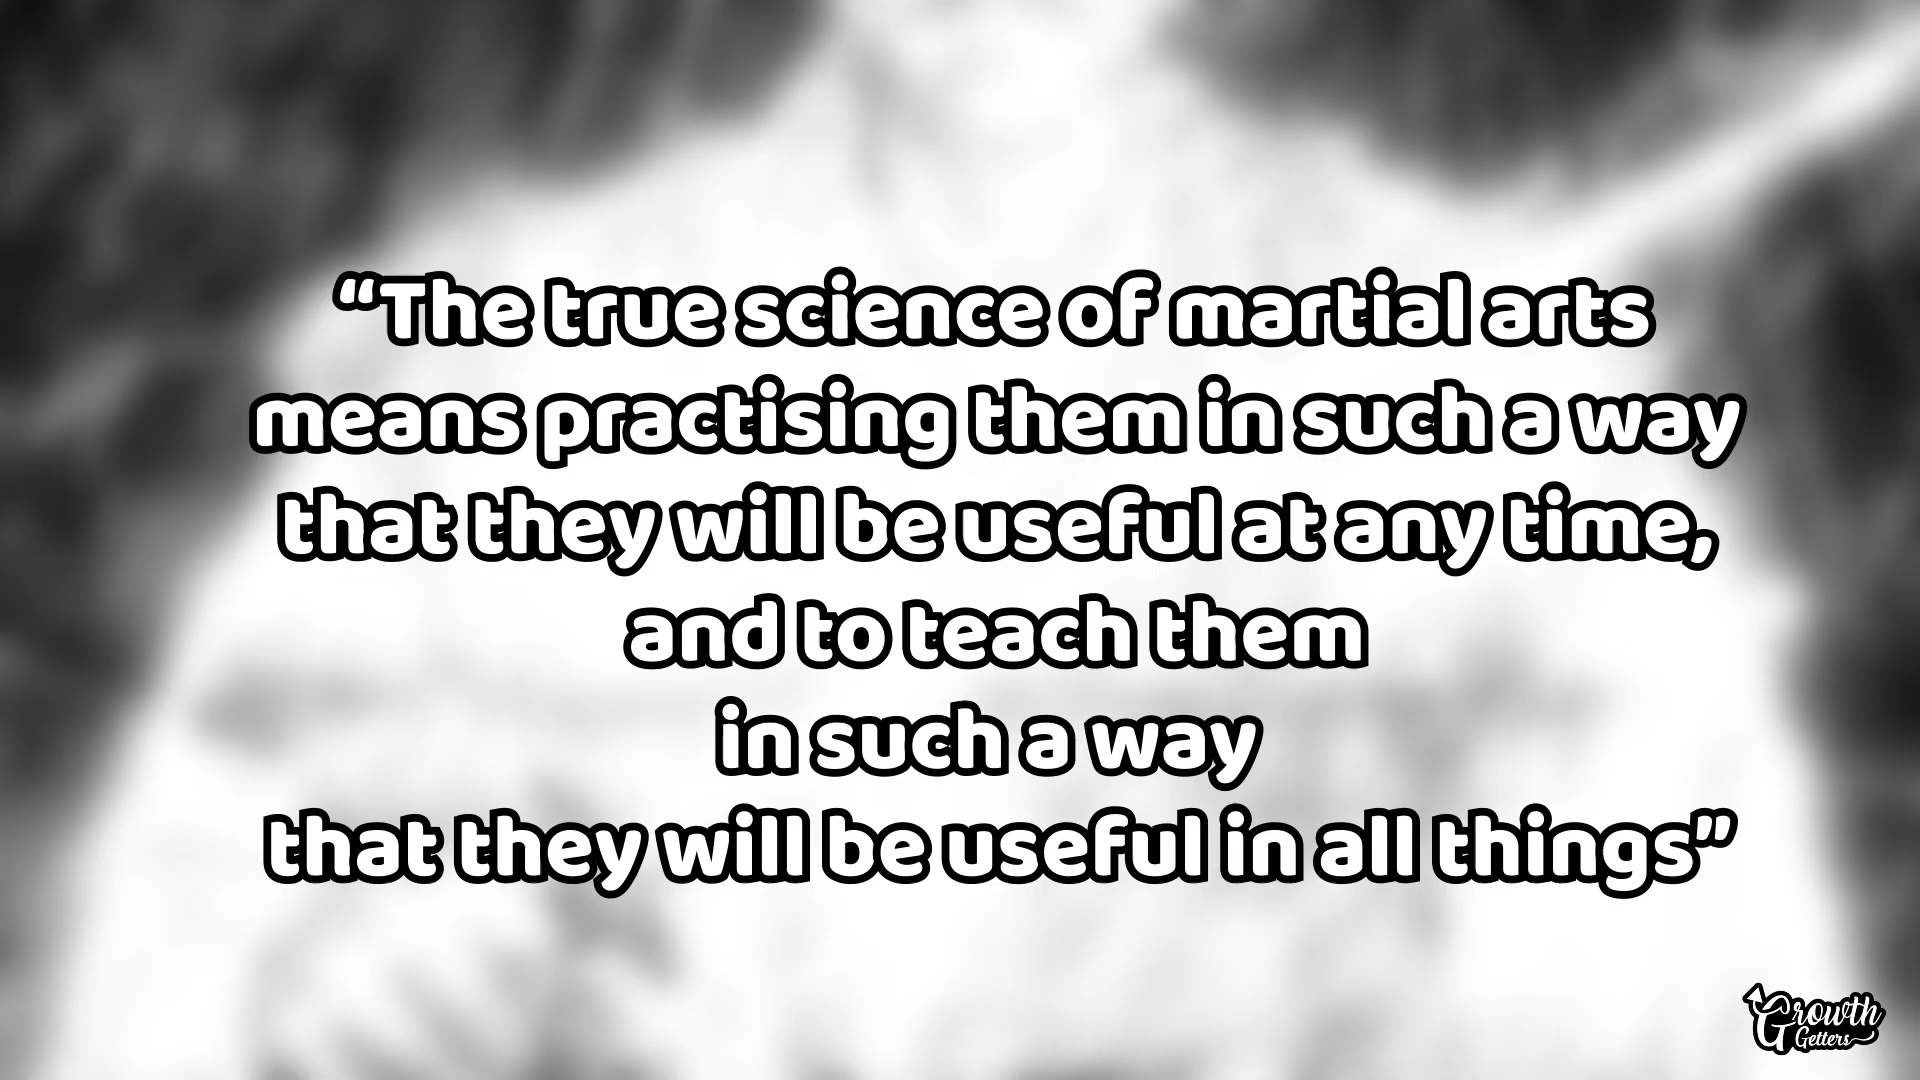 “The true science of martial arts
means practising them in such a way
that they will be useful at any time,
and to teach them
in such a way
that they will be useful in all things”
Growth
Getters